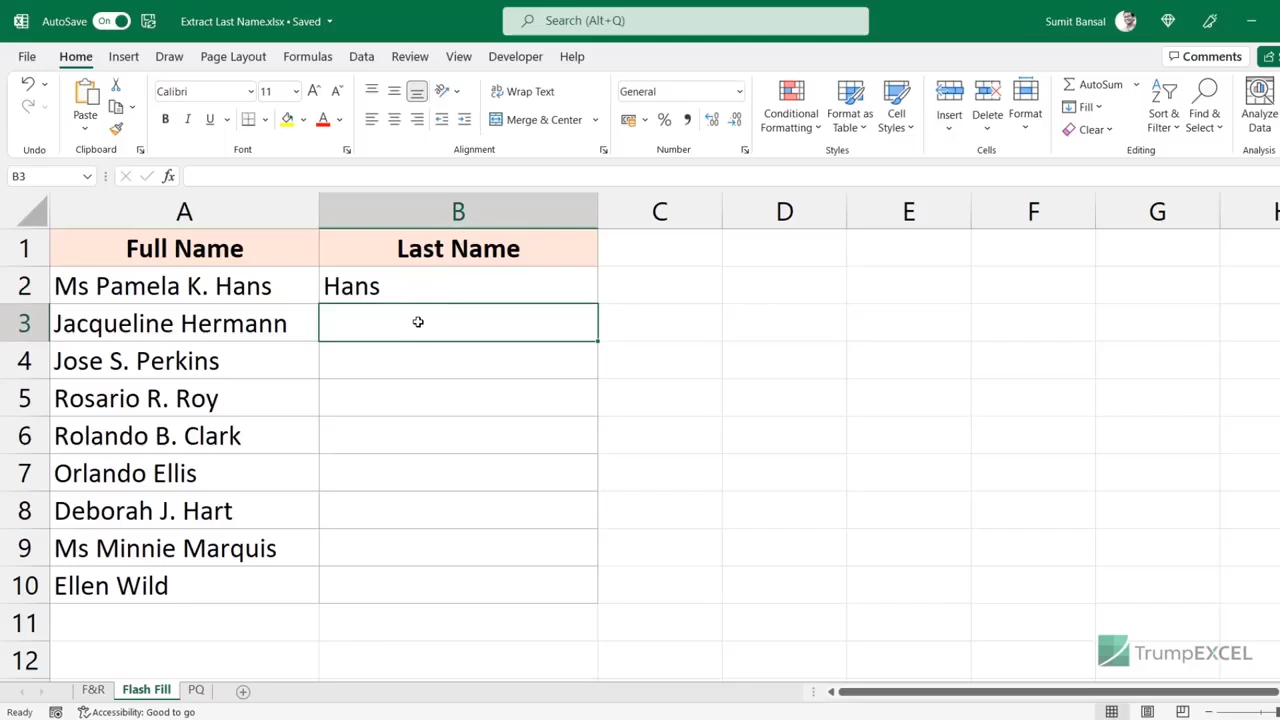 AutoSave On Extract Last Name.xlsx • Saved Search (Alt+Q) Sumit Bansal
File Home Insert Draw Page Layout Formulas Data Review View Developer Help Comments
Paste Calibri 11 Wrap Text General Conditional Formatting Format as Table Cell Styles Insert Delete Format AutoSum Sort & Filter Find & Select Analyze Data
B I U A Merge & Center % Fill
Clear
Undo Clipboard Font Alignment Number Styles Cells Editing Analysis
B3 fx
A B C D E F G H
1 Full Name Last Name
2 Ms Pamela K. Hans Hans
3 Jacqueline Hermann
4 Jose S. Perkins
5 Rosario R. Roy
6 Rolando B. Clark
7 Orlando Ellis
8 Deborah J. Hart
9 Ms Minnie Marquis
10 Ellen Wild
11
12
TrumpEXCEL
F&R Flash Fill PQ
Ready Accessibility: Good to go